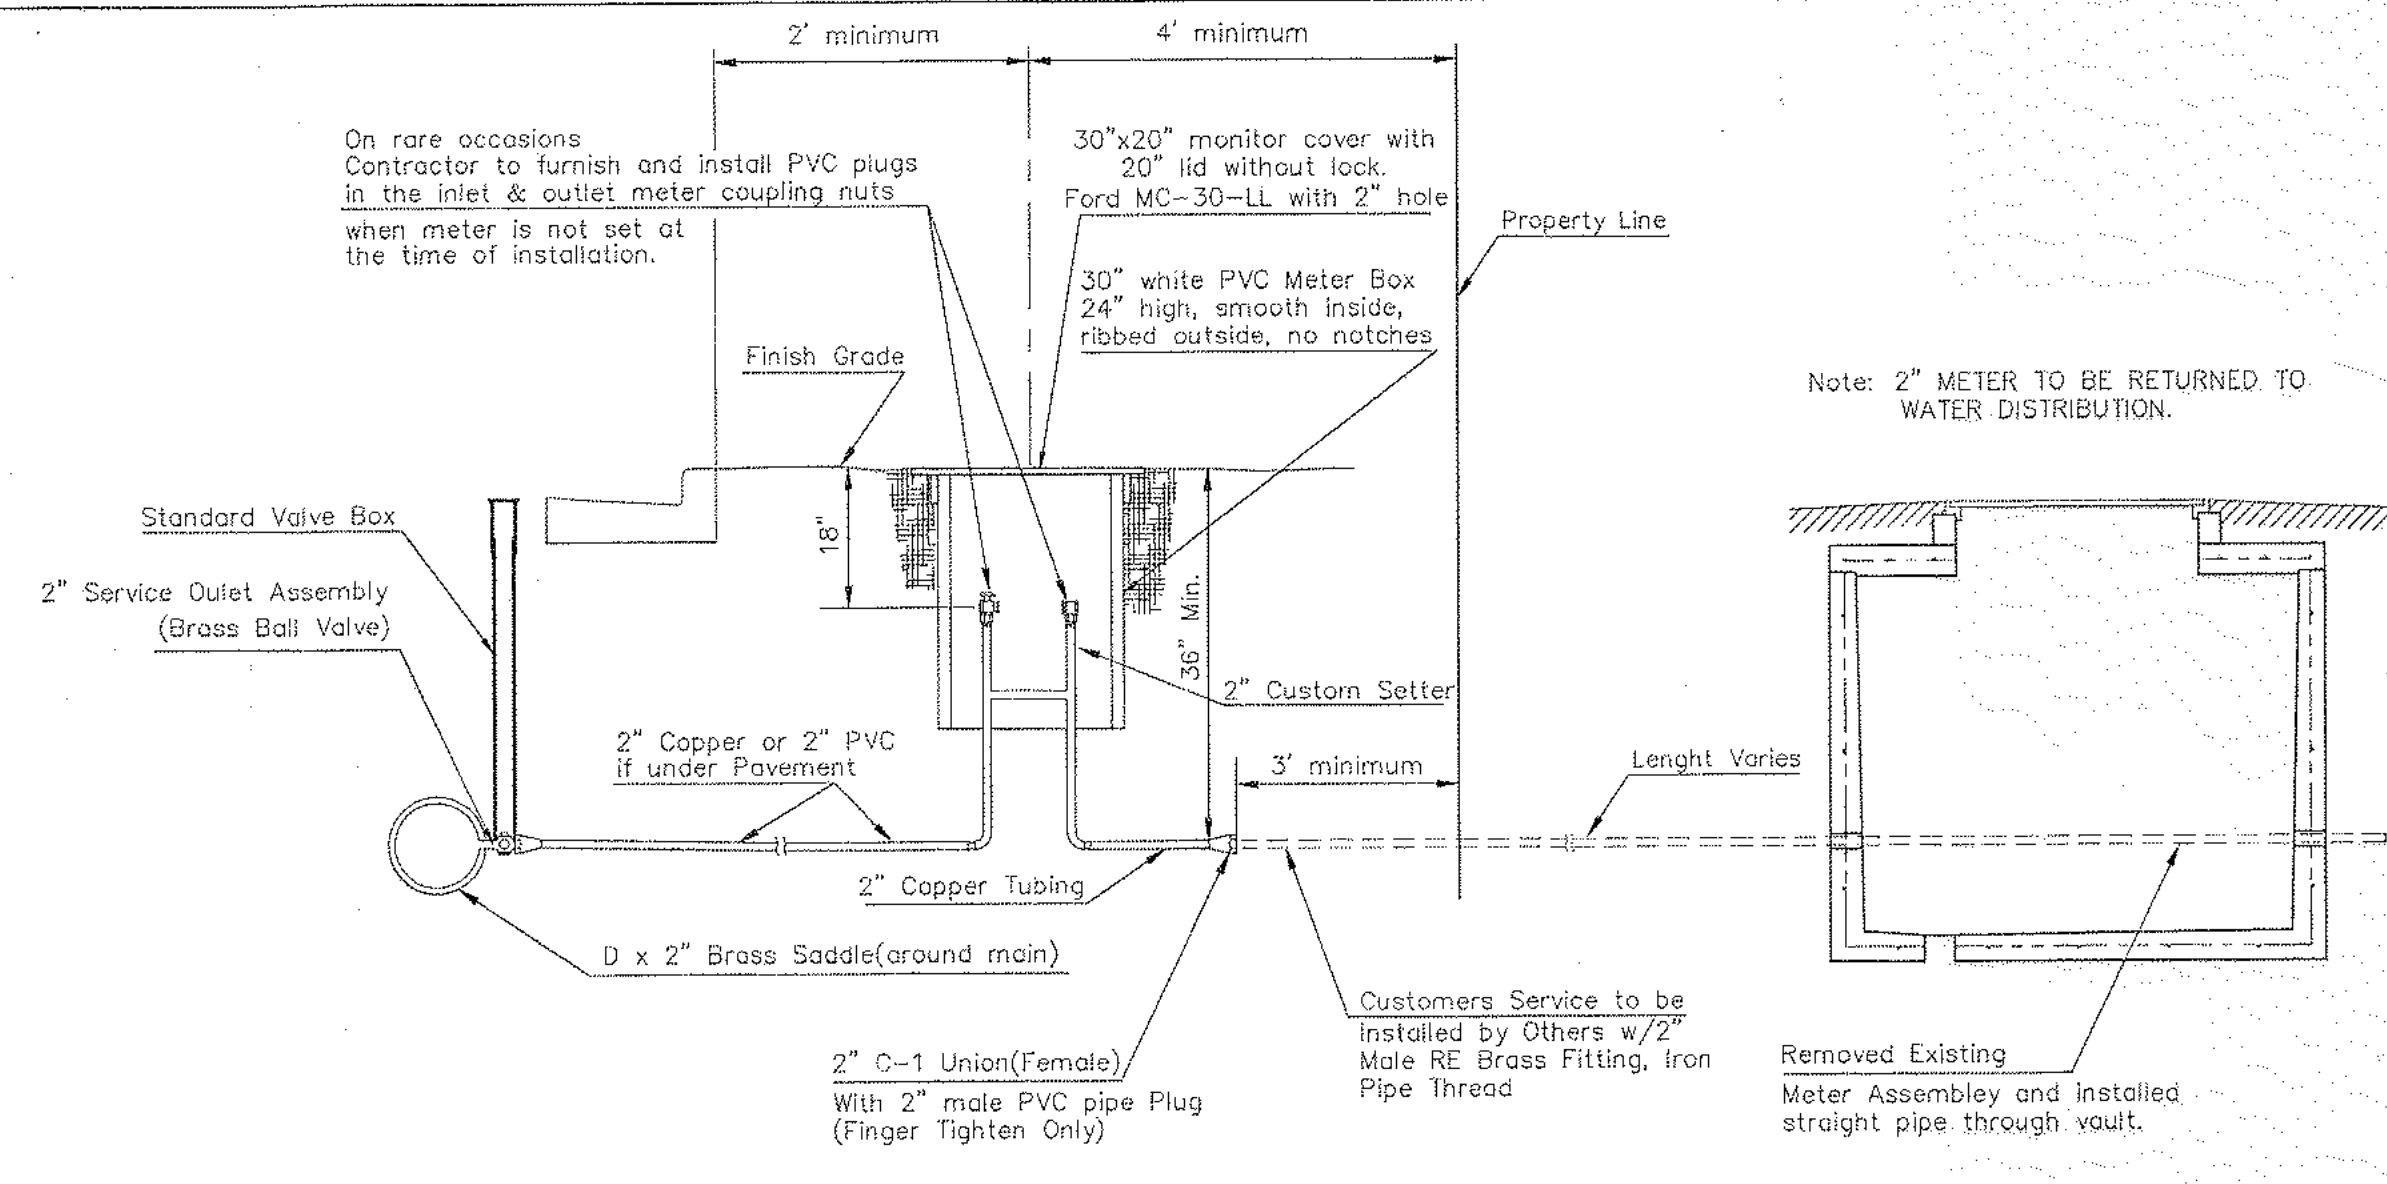 2' minimum
4' minimum
On rare occasions
Contractor to furnish and install PVC plugs
in the inlet & outlet meter coupling nuts
when meter is not set at
the time of installation.
30"x20" monitor cover with
20" lid without lock.
Ford MC-30-LL with 2" hole
Property Line
30" white PVC Meter Box
24" high, smooth inside,
ribbed outside, no notches
Finish Grade
Note: 2" METER TO BE RETURNED TO
WATER DISTRIBUTION.
Standard Valve Box
18"
2" Service Oulet Assembly
(Brass Ball Valve)
36" Min.
2" Custom Setter
2" Copper or 2" PVC
if under Pavement
3' minimum
Lenght Varies
2" Copper Tubing
D x 2" Brass Saddle(around main)
Customers Service to be
Installed by Others w/2"
Male RE Brass Fitting, Iron
Pipe Thread
2" C-1 Union(Female)
With 2" male PVC pipe Plug
(Finger Tighten Only)
Removed Existing
Meter Assembley and installed
straight pipe through vault.